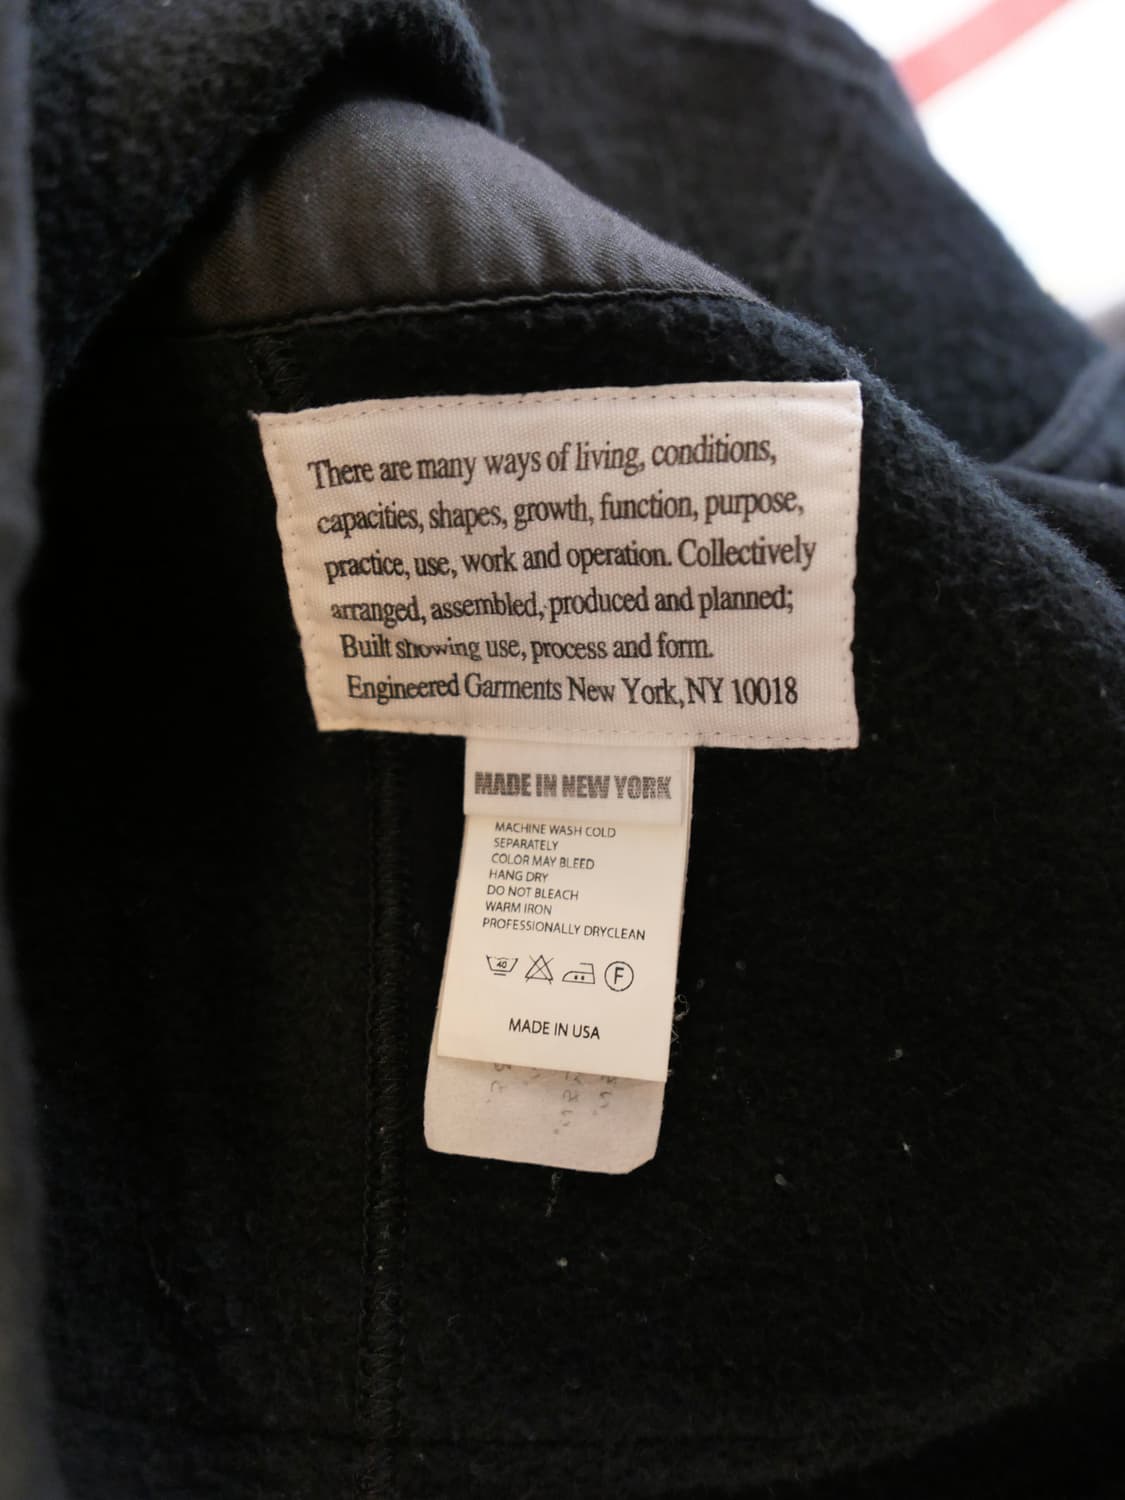 There are many ways of living, conditions,
capacities, shapes, growth, function, purpose,
practice, use, work and operation. Collectively
arranged, assembled, produced and planned;
Built showing use, process and form.
Engineered Garments New York, NY 10018
MADE IN NEW YORK
MACHINE WASH COLD
SEPARATELY
COLOR MAY BLEED
HANG DRY
DO NOT BLEACH
WARM IRON
PROFESSIONALLY DRYCLEAN
40 F
MADE IN USA